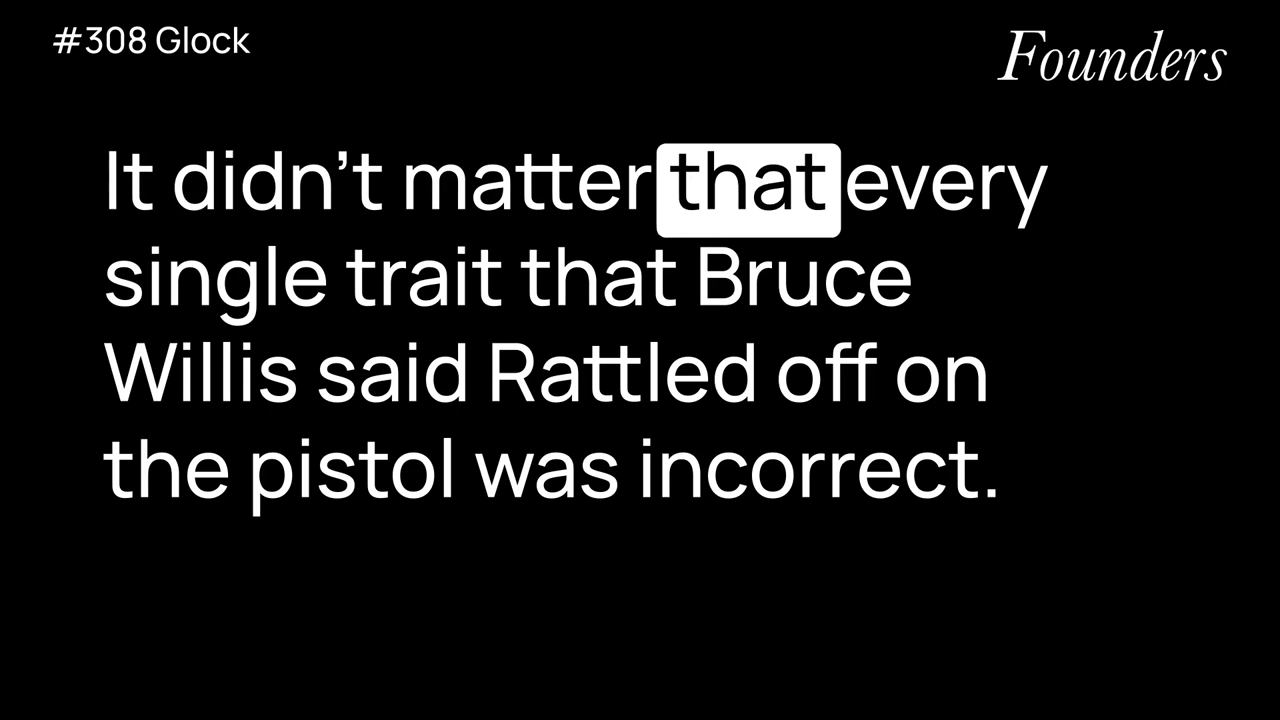 #308 Glock
Founders
It didn’t matter that every
single trait that Bruce
Willis said Rattled off on
the pistol was incorrect.